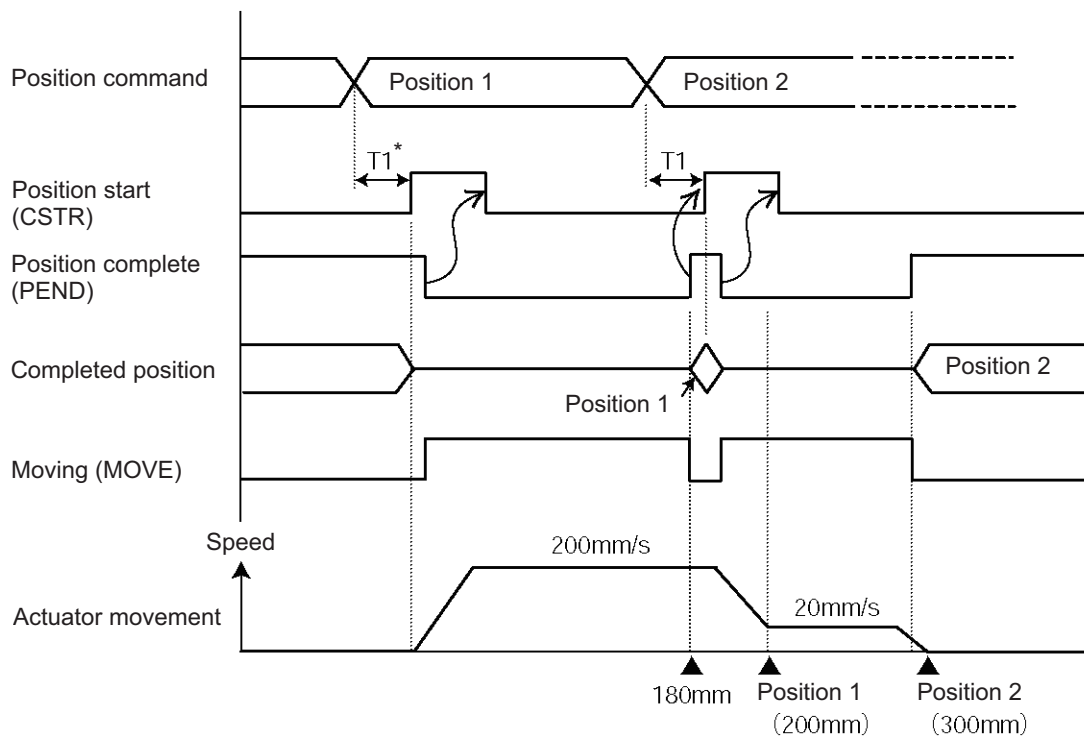 Position command
Position 1
Position 2
T1*
T1
Position start
(CSTR)
Position complete
(PEND)
Completed position
Position 1
Position 2
Moving (MOVE)
Speed
200mm/s
Actuator movement
20mm/s
180mm
Position 1
(200mm)
Position 2
(300mm)